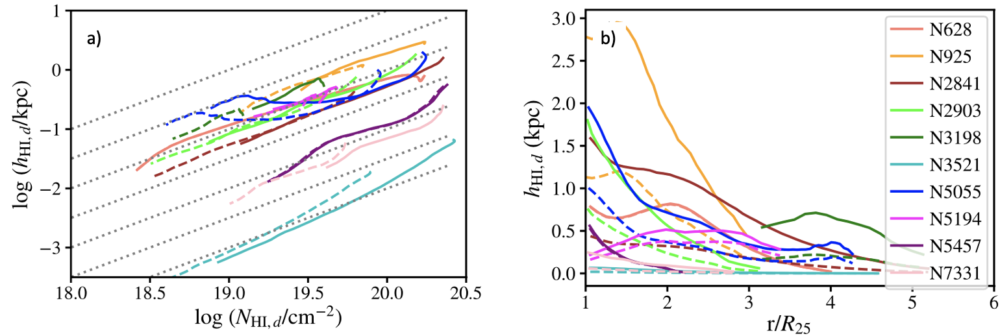 a)
1
0
−1
−2
−3
log (h_HI,d/kpc)
18.0 18.5 19.0 19.5 20.0 20.5
log (N_HI,d/cm⁻²)
b)
3.0
2.5
2.0
1.5
1.0
0.5
0.0
h_HI,d (kpc)
1 2 3 4 5 6
r/R₂₅
N628
N925
N2841
N2903
N3198
N3521
N5055
N5194
N5457
N7331